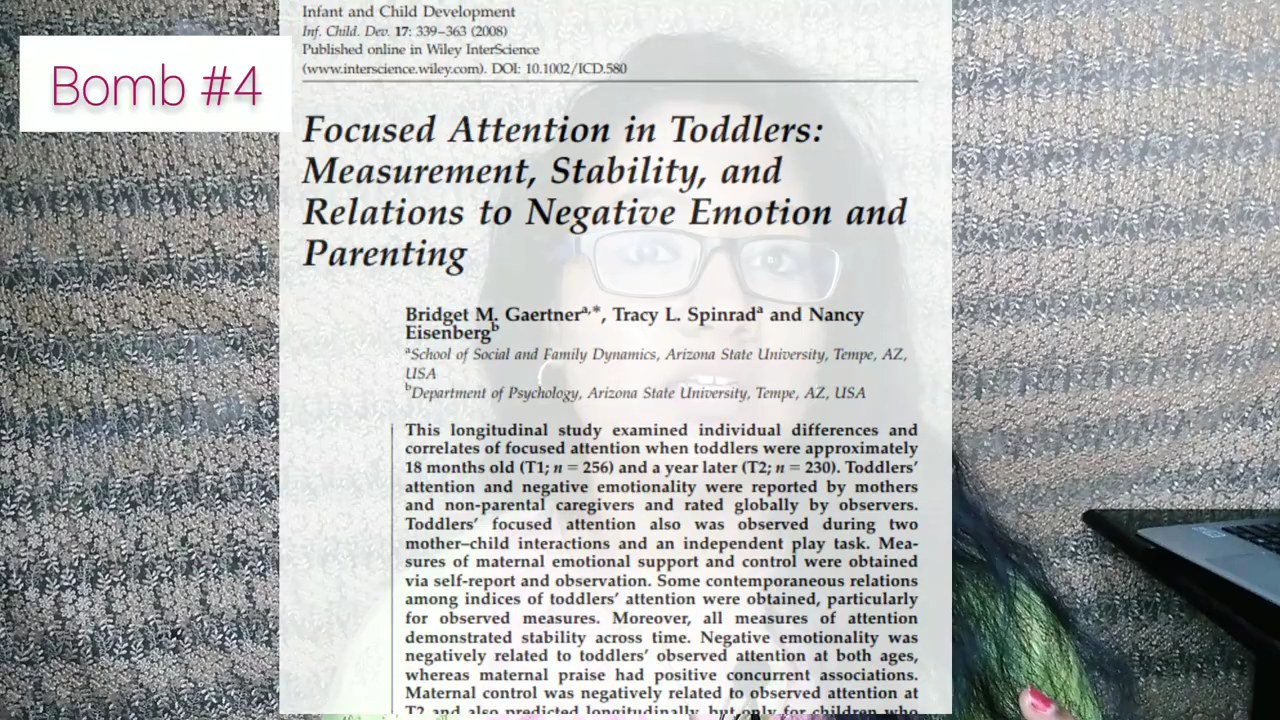 Infant and Child Development
Inf. Child. Dev. 17: 339–363 (2008)
Published online in Wiley InterScience
(www.interscience.wiley.com). DOI: 10.1002/ICD.580
Bomb #4
Focused Attention in Toddlers:
Measurement, Stability, and
Relations to Negative Emotion and
Parenting
Bridget M. Gaertnera,*, Tracy L. Spinrada and Nancy
Eisenbergb
aSchool of Social and Family Dynamics, Arizona State University, Tempe, AZ,
USA
bDepartment of Psychology, Arizona State University, Tempe, AZ, USA
This longitudinal study examined individual differences and
correlates of focused attention when toddlers were approximately
18 months old (T1; n = 256) and a year later (T2; n = 230). Toddlers'
attention and negative emotionality were reported by mothers
and non-parental caregivers and rated globally by observers.
Toddlers' focused attention also was observed during two
mother–child interactions and an independent play task. Mea-
sures of maternal emotional support and control were obtained
via self-report and observation. Some contemporaneous relations
among indices of toddlers' attention were obtained, particularly
for observed measures. Moreover, all measures of attention
demonstrated stability across time. Negative emotionality was
negatively related to toddlers' observed attention at both ages,
whereas maternal praise had positive concurrent associations.
Maternal control was negatively related to observed attention at
T2 and also predicted longitudinally, but only for children who